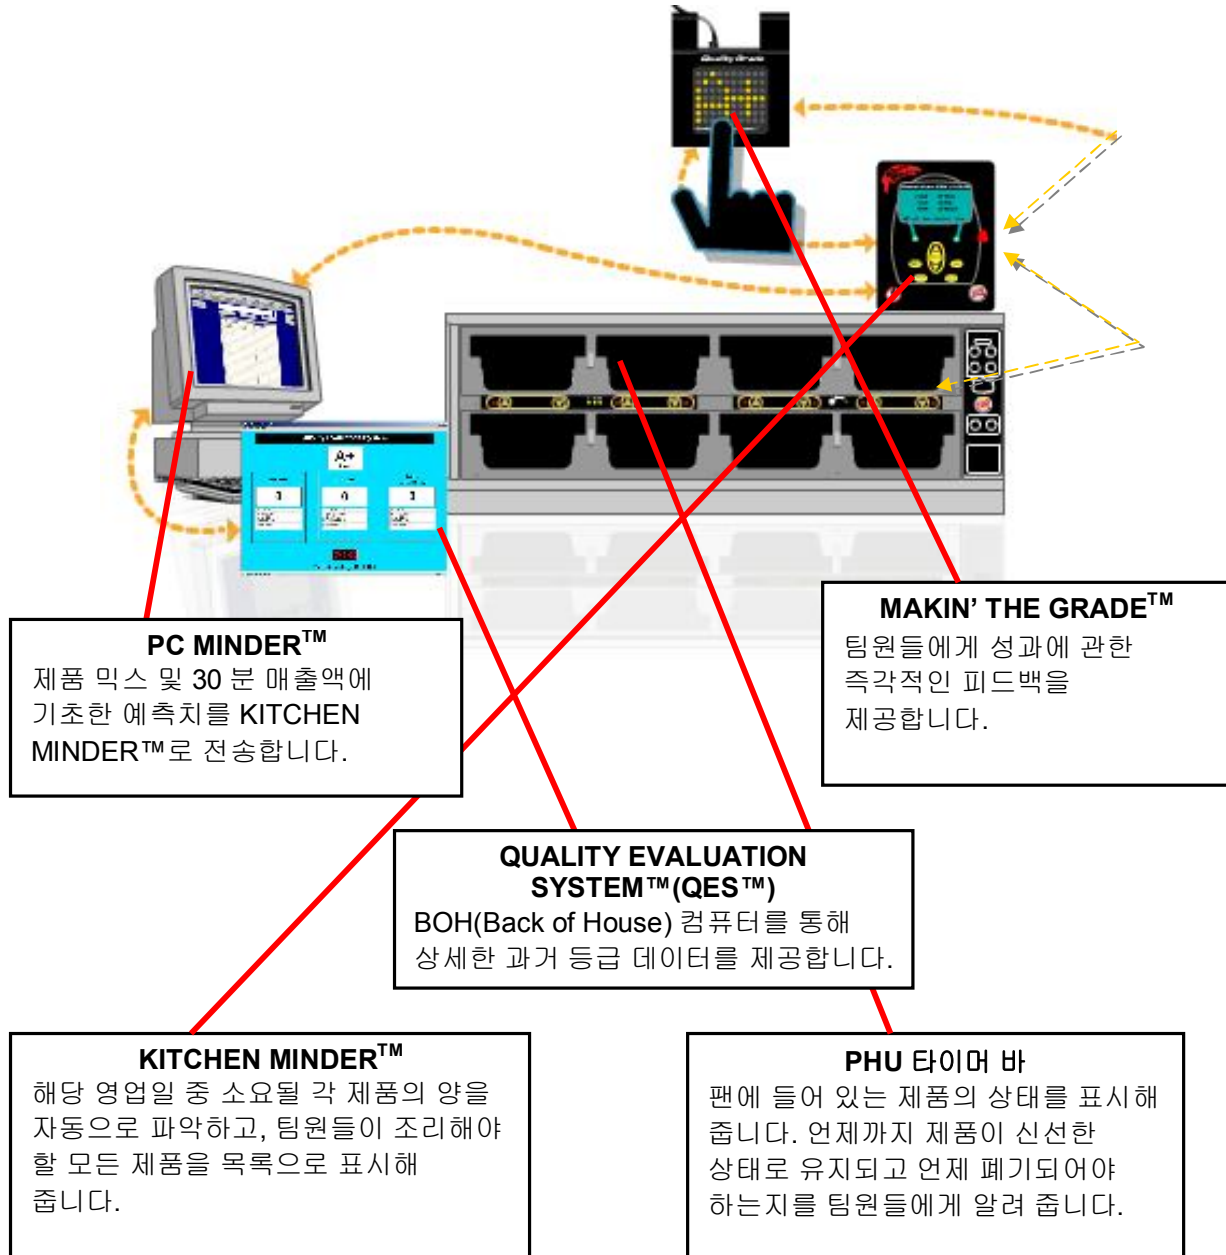 Quality Grade
A+
PC MINDER™
제품 믹스 및 30 분 매출액에
기초한 예측치를 KITCHEN
MINDER™로 전송합니다.
MAKIN’ THE GRADE™
팀원들에게 성과에 관한
즉각적인 피드백을
제공합니다.
QUALITY EVALUATION
SYSTEM™(QES™)
BOH(Back of House) 컴퓨터를 통해
상세한 과거 등급 데이터를 제공합니다.
KITCHEN MINDER™
해당 영업일 중 소요될 각 제품의 양을
자동으로 파악하고, 팀원들이 조리해야
할 모든 제품을 목록으로 표시해
줍니다.
PHU 타이머 바
팬에 들어 있는 제품의 상태를 표시해
줍니다. 언제까지 제품이 신선한
상태로 유지되고 언제 폐기되어야
하는지를 팀원들에게 알려 줍니다.